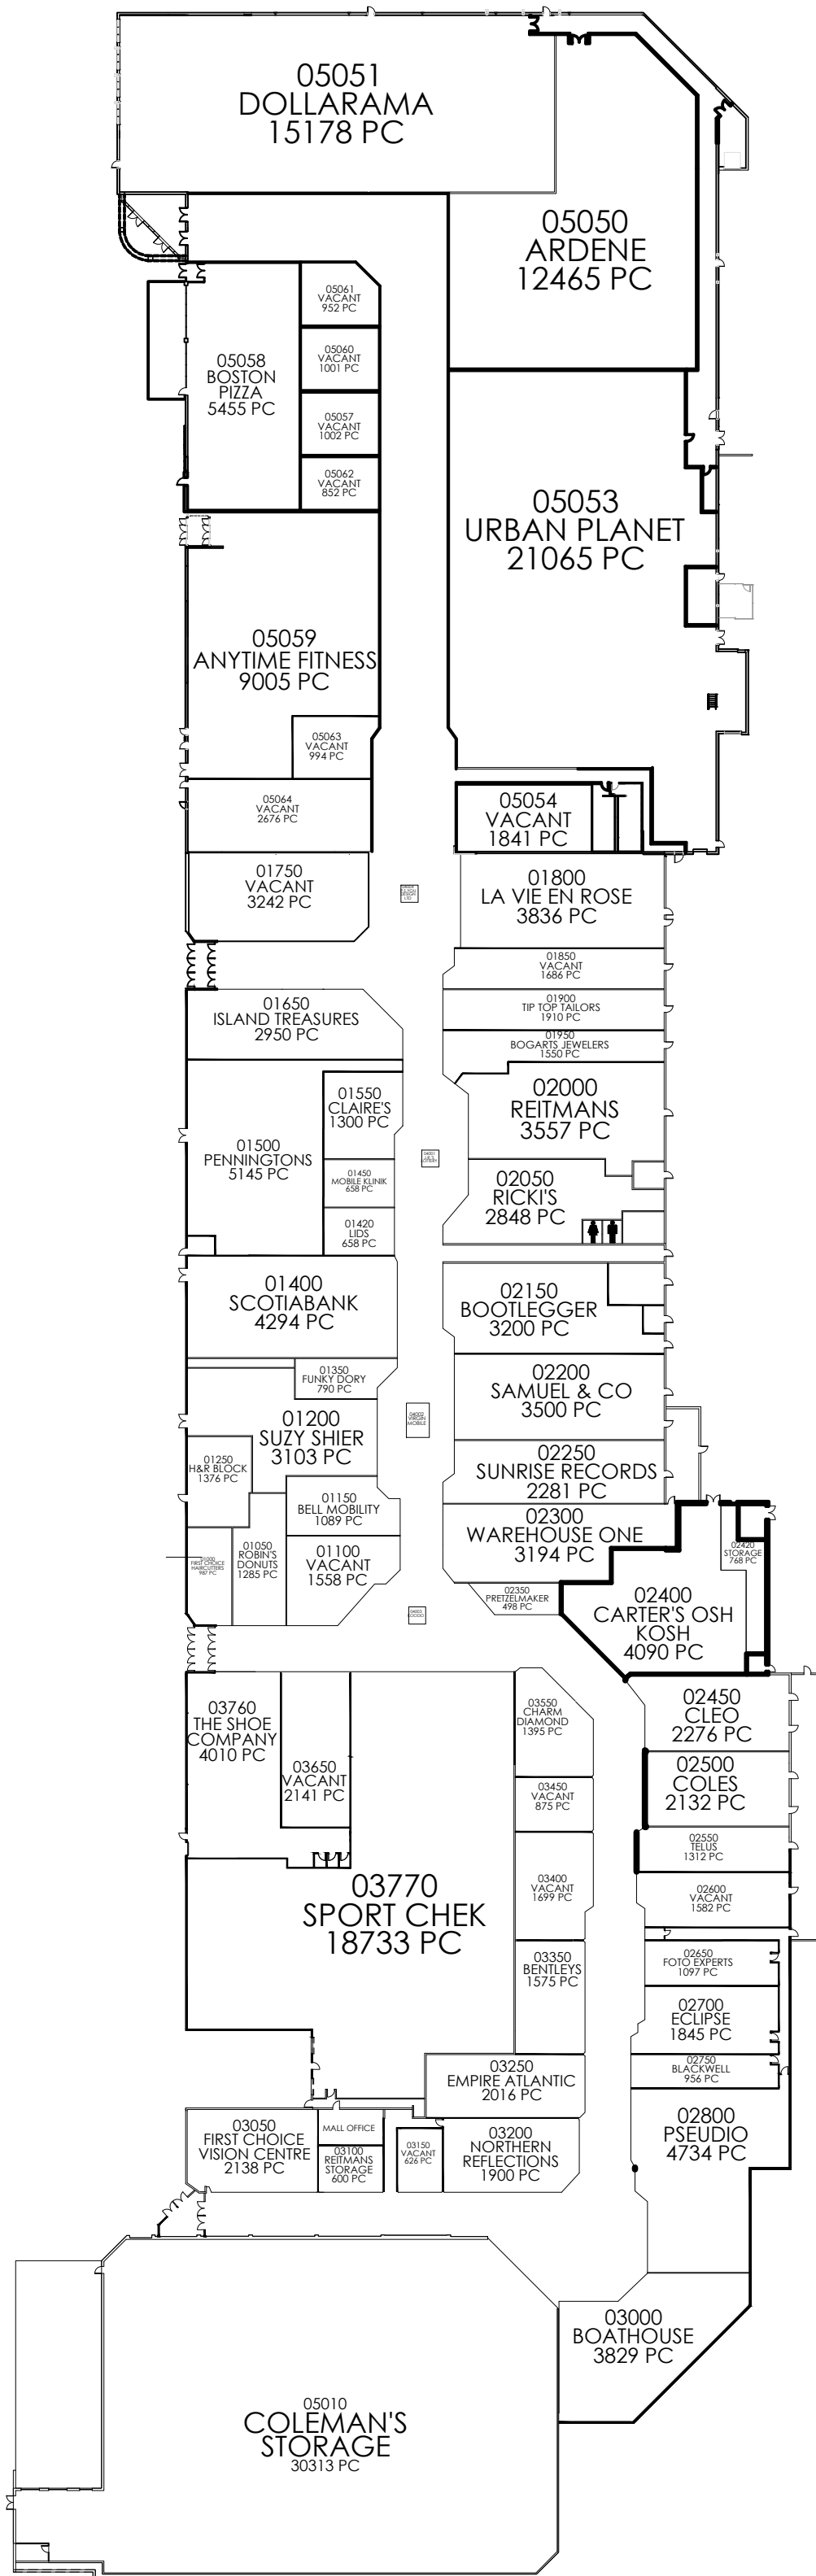 05051
DOLLARAMA
15178 PC
05050
ARDENE
12465 PC
05061
VACANT
952 PC
05060
VACANT
1001 PC
05058
BOSTON
PIZZA
5455 PC
05057
VACANT
1002 PC
05062
VACANT
852 PC
05053
URBAN PLANET
21065 PC
05059
ANYTIME FITNESS
9005 PC
05063
VACANT
994 PC
05064
VACANT
2676 PC
05054
VACANT
1841 PC
01750
VACANT
3242 PC
01800
LA VIE EN ROSE
3836 PC
01850
VACANT
1686 PC
01900
TIP TOP TAILORS
1910 PC
01650
ISLAND TREASURES
2950 PC
01950
BOGARTS JEWELERS
1550 PC
02000
REITMANS
3557 PC
01550
CLAIRE'S
1300 PC
01500
PENNINGTONS
5145 PC
01450
MOBILE KLINIK
658 PC
02050
RICKI'S
2848 PC
01420
LIDS
658 PC
01400
SCOTIABANK
4294 PC
02150
BOOTLEGGER
3200 PC
01350
FUNKY DORY
790 PC
02200
SAMUEL & CO
3500 PC
01200
SUZY SHIER
3103 PC
04002
VIRGIN
MOBILE
01250
H&R BLOCK
1376 PC
02250
SUNRISE RECORDS
2281 PC
01150
BELL MOBILITY
1089 PC
02300
WAREHOUSE ONE
3194 PC
01050
ROBIN'S
DONUTS
1285 PC
01100
VACANT
1558 PC
FIRST CHOICE
HAIRCUTTERS
987 PC
02420
STORAGE
768 PC
02350
PRETZELMAKER
498 PC
02400
CARTER'S OSH
KOSH
4090 PC
03760
THE SHOE
COMPANY
4010 PC
03650
VACANT
2141 PC
03550
CHARM
DIAMOND
1395 PC
02450
CLEO
2276 PC
03450
VACANT
875 PC
02500
COLES
2132 PC
02550
TELUS
1312 PC
03400
VACANT
1699 PC
02600
VACANT
1582 PC
03770
SPORT CHEK
18733 PC
03350
BENTLEYS
1575 PC
02650
FOTO EXPERTS
1097 PC
02700
ECLIPSE
1845 PC
02750
BLACKWELL
956 PC
03250
EMPIRE ATLANTIC
2016 PC
02800
PSEUDIO
4734 PC
03050
FIRST CHOICE
VISION CENTRE
2138 PC
MALL OFFICE
03100
REITMANS
STORAGE
600 PC
03150
VACANT
626 PC
03200
NORTHERN
REFLECTIONS
1900 PC
03000
BOATHOUSE
3829 PC
05010
COLEMAN'S
STORAGE
30313 PC